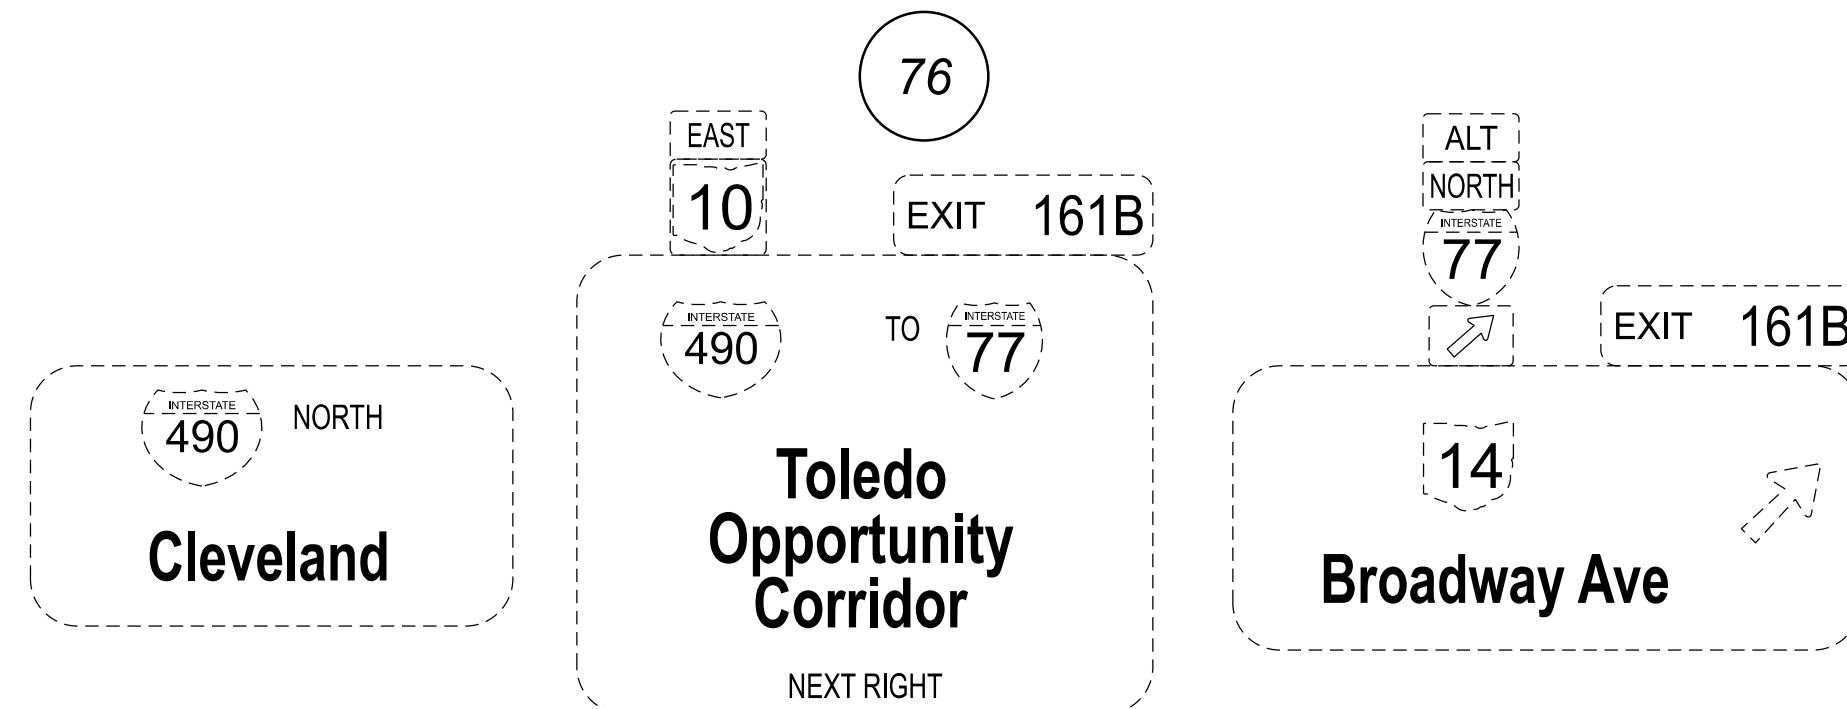 76
EAST
10
EXIT 161B
INTERSTATE
490
TO
INTERSTATE
77
Toledo
Opportunity
Corridor
NEXT RIGHT
INTERSTATE
490
NORTH
Cleveland
ALT
NORTH
INTERSTATE
77
EXIT 161B
14
Broadway Ave